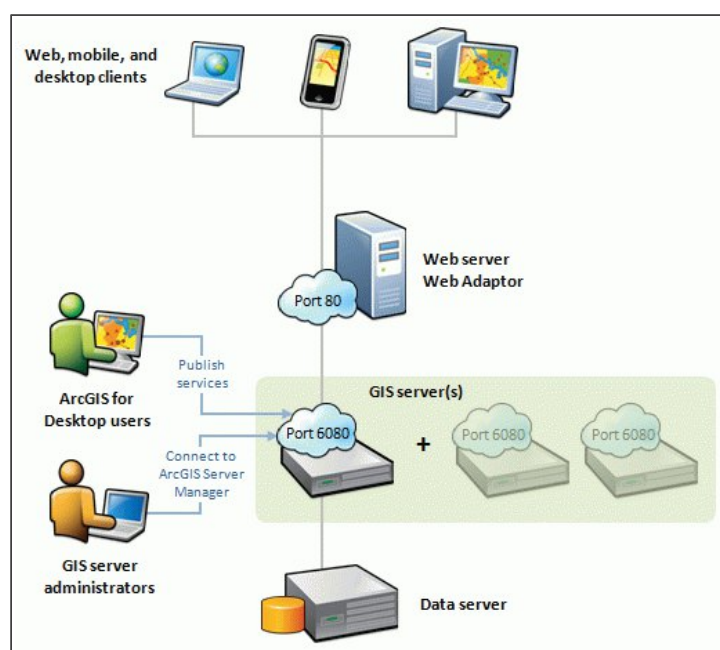 Web, mobile, and
desktop clients
Web server
Web Adaptor
Port 80
ArcGIS for
Desktop users
Publish
services
GIS server(s)
Port 6080
+
Port 6080
Port 6080
Connect to
ArcGIS Server
Manager
GIS server
administrators
Data server